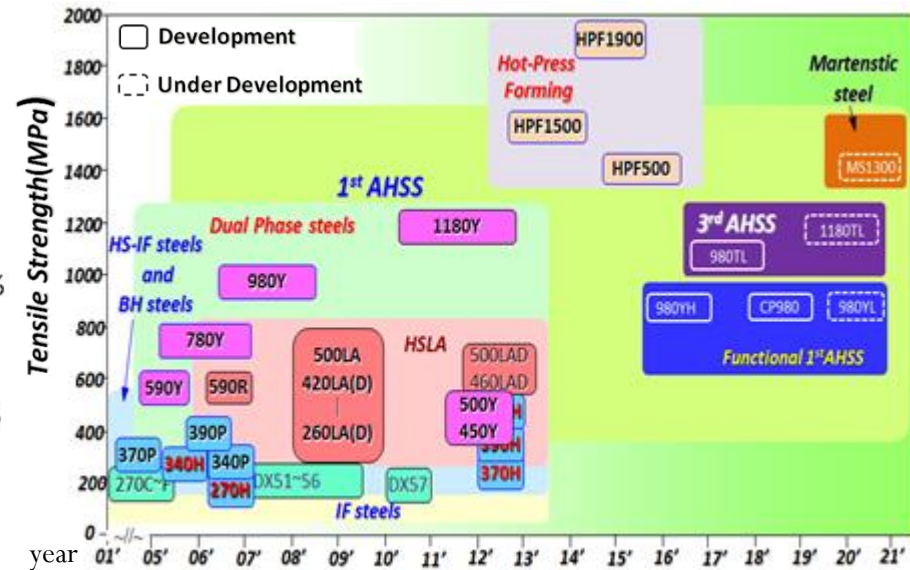 Tensile Strength(MPa)
2000
1800
1600
1400
1200
1000
800
600
400
200
0
Development
Under Development
Hot-Press
Forming
HPF1900
HPF1500
HPF500
Martenstic
steel
MS1300
1st AHSS
Dual Phase steels
1180Y
HS-IF steels
and
BH steels
980Y
3rd AHSS
980TL
1180TL
780Y
HSLA
980YH
CP980
980YL
Functional 1st AHSS
590Y
590R
500LA
420LA(D)
260LA(D)
500LAD
460LAD
500Y
450Y
390P
370P
340H
340P
370H
270H
DX51~56
DX57
IF steels
year
01'
05'
06'
07'
08'
09'
10'
11'
12'
13'
14'
15'
16'
17'
18'
19'
20'
21'